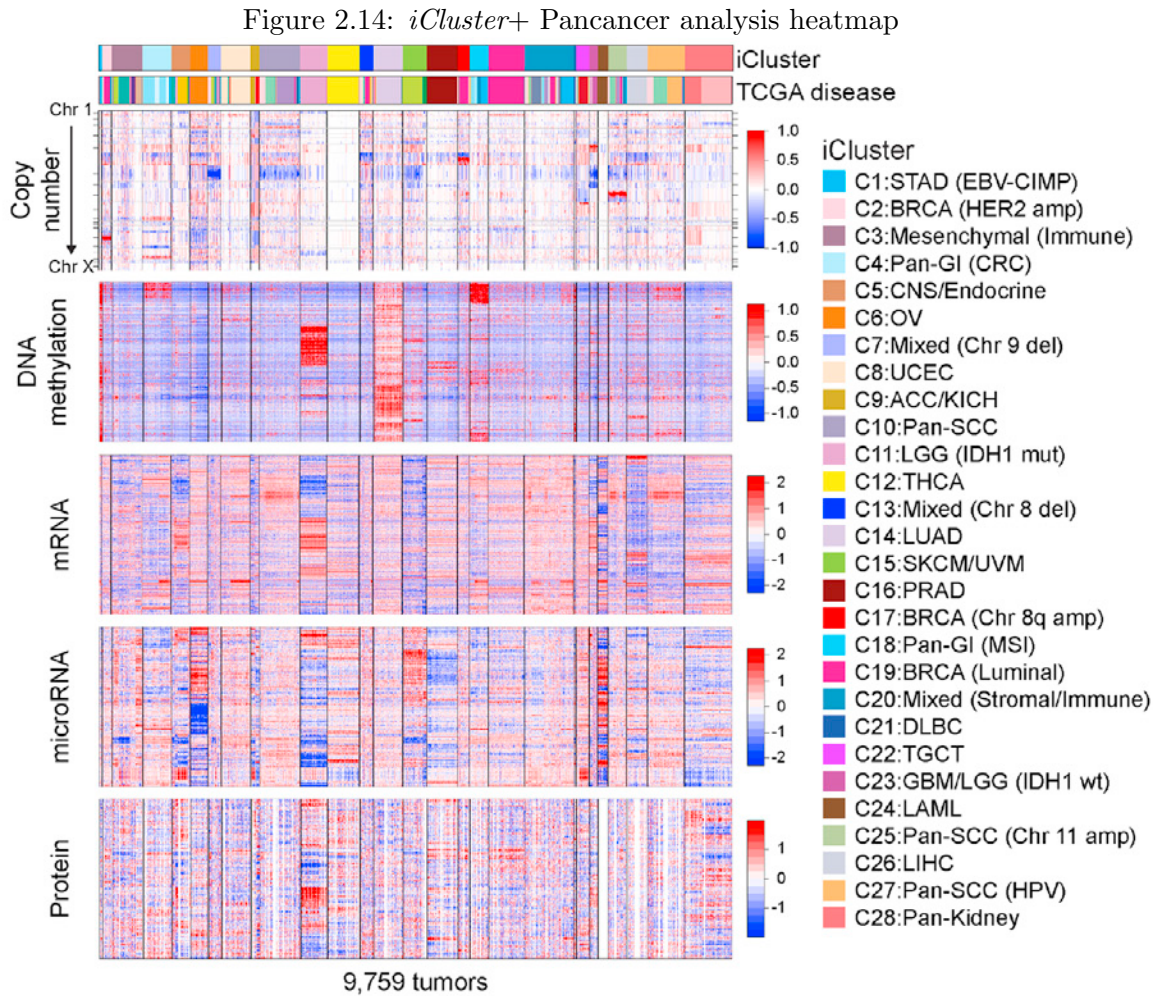 Figure 2.14: iCluster+ Pancancer analysis heatmap
iCluster
TCGA disease
Chr 1
Chr X
Copy
number
1.0
0.5
0.0
-0.5
-1.0
DNA
methylation
1.0
0.5
0.0
-0.5
-1.0
mRNA
2
1
0
-1
-2
microRNA
2
1
0
-1
-2
Protein
1
0
-1
9,759 tumors
iCluster
C1:STAD (EBV-CIMP)
C2:BRCA (HER2 amp)
C3:Mesenchymal (Immune)
C4:Pan-GI (CRC)
C5:CNS/Endocrine
C6:OV
C7:Mixed (Chr 9 del)
C8:UCEC
C9:ACC/KICH
C10:Pan-SCC
C11:LGG (IDH1 mut)
C12:THCA
C13:Mixed (Chr 8 del)
C14:LUAD
C15:SKCM/UVM
C16:PRAD
C17:BRCA (Chr 8q amp)
C18:Pan-GI (MSI)
C19:BRCA (Luminal)
C20:Mixed (Stromal/Immune)
C21:DLBC
C22:TGCT
C23:GBM/LGG (IDH1 wt)
C24:LAML
C25:Pan-SCC (Chr 11 amp)
C26:LIHC
C27:Pan-SCC (HPV)
C28:Pan-Kidney